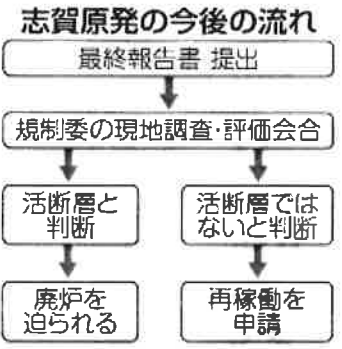 志賀原発の今後の流れ
最終報告書 提出
規制委の現地調査・評価会合
活断層と
判断
活断層では
ないと判断
廃炉を
迫られる
再稼働を
申請